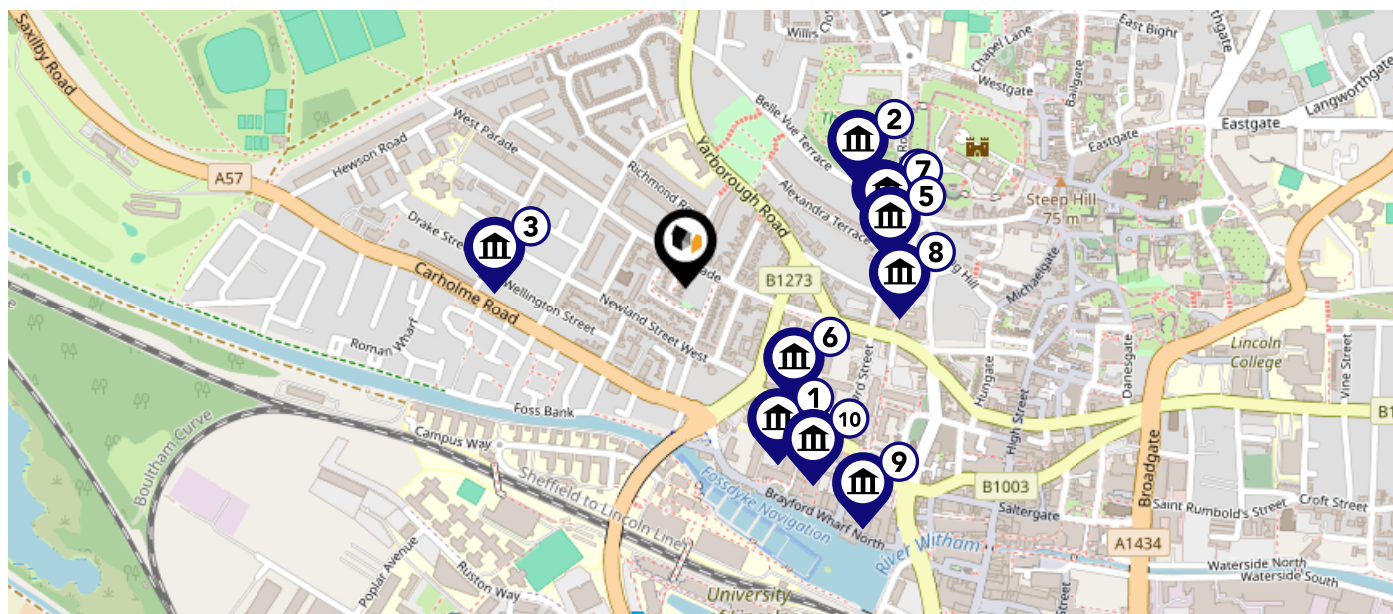 Saxilby Road
A57
Hewson Road
West Parade
Richmond
Drake
Carholme Road
Wellington Street
Newland Street West
Roman Wharf
Foss Bank
Campus Way
Boultham Curve
Sheffield to Lincoln Line
Poplar Avenue
Ruston Way
University
Fossdyke Navigation
Brayford Wharf North
River Witham
Yarborough Road
B1273
Belle Vue Terrace
Alexandra Terrace
Willis
Chapel Lane
Westgate
Bailgate
East Bight
Eastgate
Eastgate
Langworthgate
Steep Hill
75 m
Michaelgate
Hungate
High Street
Danesgate
Lincoln
College
Vine Street
Broadgate
B1003
Saltergate
Saint Rumbold's Street
Croft Street
A1434
Waterside North
Waterside South
2
7
5
3
8
6
1
10
9